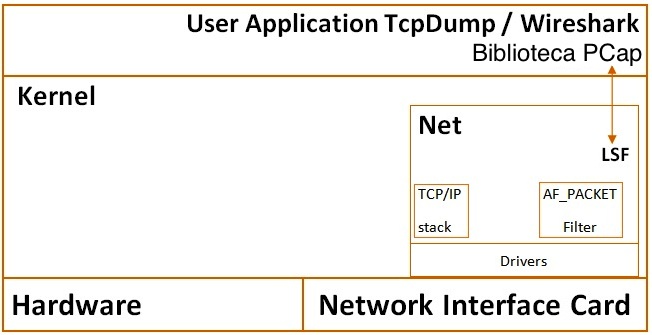 User Application TcpDump / Wireshark
Biblioteca PCap
Kernel
Net
LSF
TCP/IP
stack
AF_PACKET
Filter
Drivers
Hardware
Network Interface Card